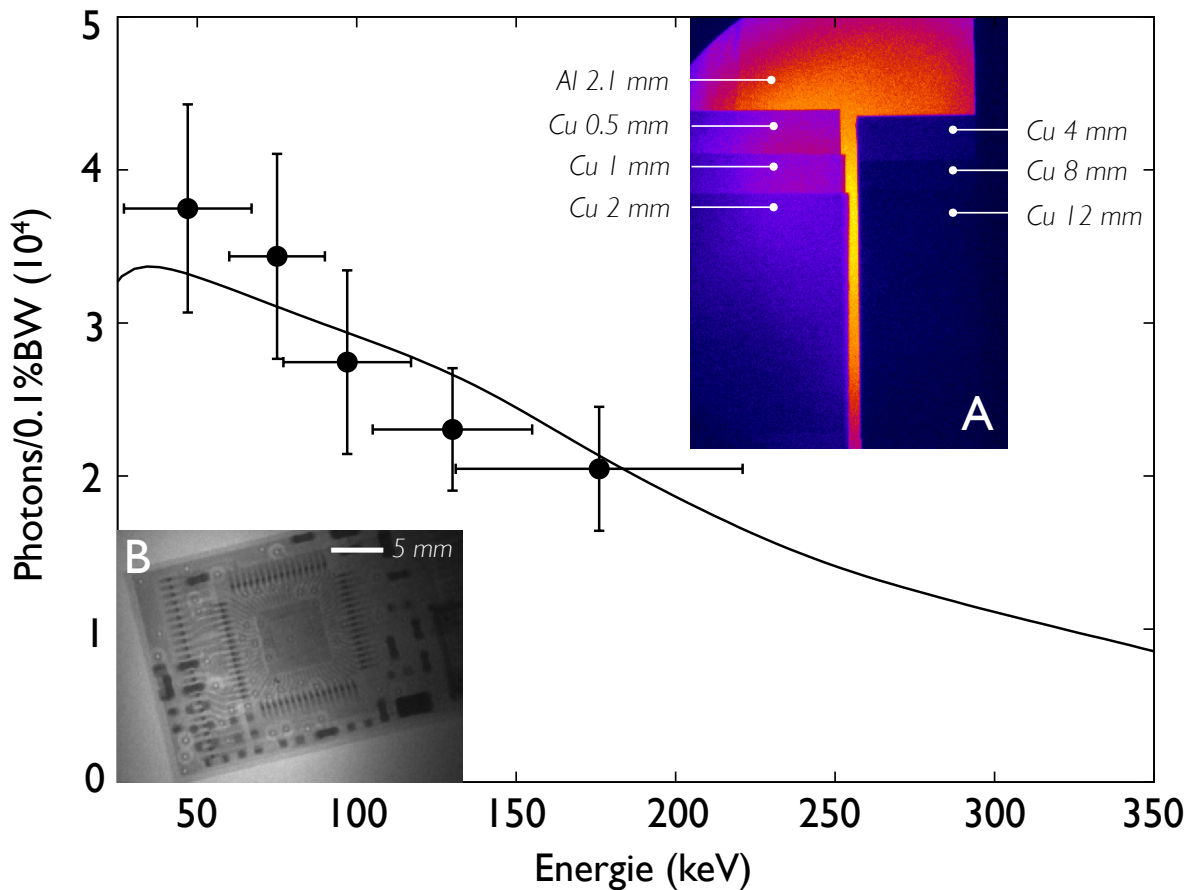 5
4
3
2
1
0
Photons/0.1%BW (10⁴)
50
100
150
200
250
300
350
Energie (keV)
Al 2.1 mm
Cu 0.5 mm
Cu 1 mm
Cu 2 mm
Cu 4 mm
Cu 8 mm
Cu 12 mm
A
B
5 mm